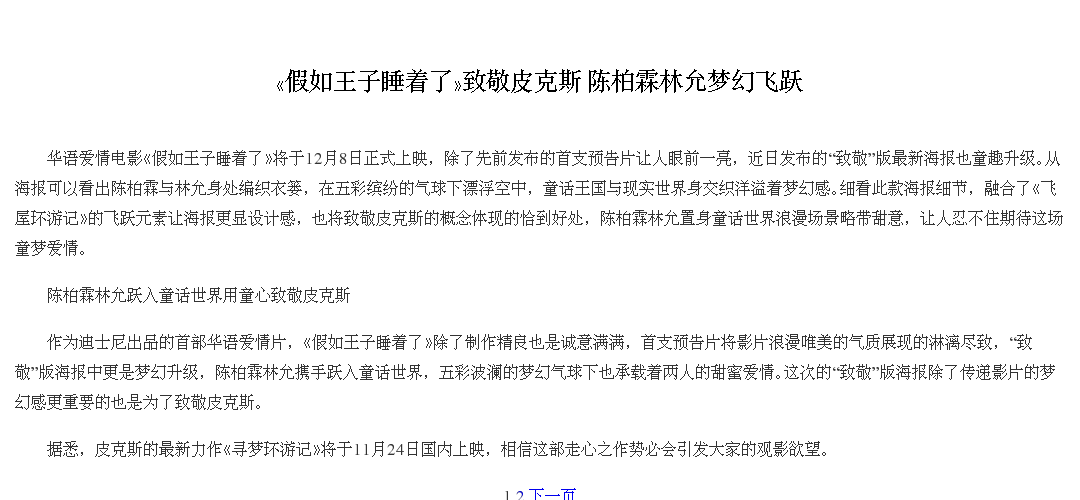 《假如王子睡着了》致敬皮克斯 陈柏霖林允梦幻飞跃
华语爱情电影《假如王子睡着了》将于12月8日正式上映，除了先前发布的首支预告片让人眼前一亮，近日发布的“致敬”版最新海报也童趣升级。从
海报可以看出陈柏霖与林允身处编织衣篓，在五彩缤纷的气球下漂浮空中，童话王国与现实世界身交织洋溢着梦幻感。细看此款海报细节，融合了《飞
屋环游记》的飞跃元素让海报更显设计感，也将致敬皮克斯的概念体现的恰到好处，陈柏霖林允置身童话世界浪漫场景略带甜意，让人忍不住期待这场
童梦爱情。
陈柏霖林允跃入童话世界用童心致敬皮克斯
作为迪士尼出品的首部华语爱情片，《假如王子睡着了》除了制作精良也是诚意满满，首支预告片将影片浪漫唯美的气质展现的淋漓尽致，“致
敬”版海报中更是梦幻升级，陈柏霖林允携手跃入童话世界，五彩波澜的梦幻气球下也承载着两人的甜蜜爱情。这次的“致敬”版海报除了传递影片的梦
幻感更重要的也是为了致敬皮克斯。
据悉，皮克斯的最新力作《寻梦环游记》将于11月24日国内上映，相信这部走心之作势必会引发大家的观影欲望。
1 2 下一页